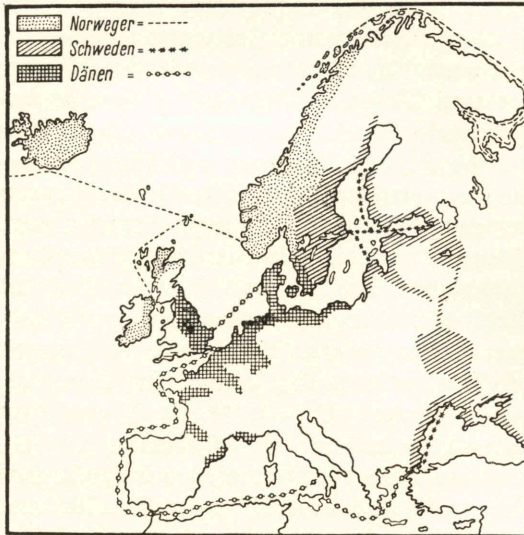 Norweger =
Schweden =
Dänen =